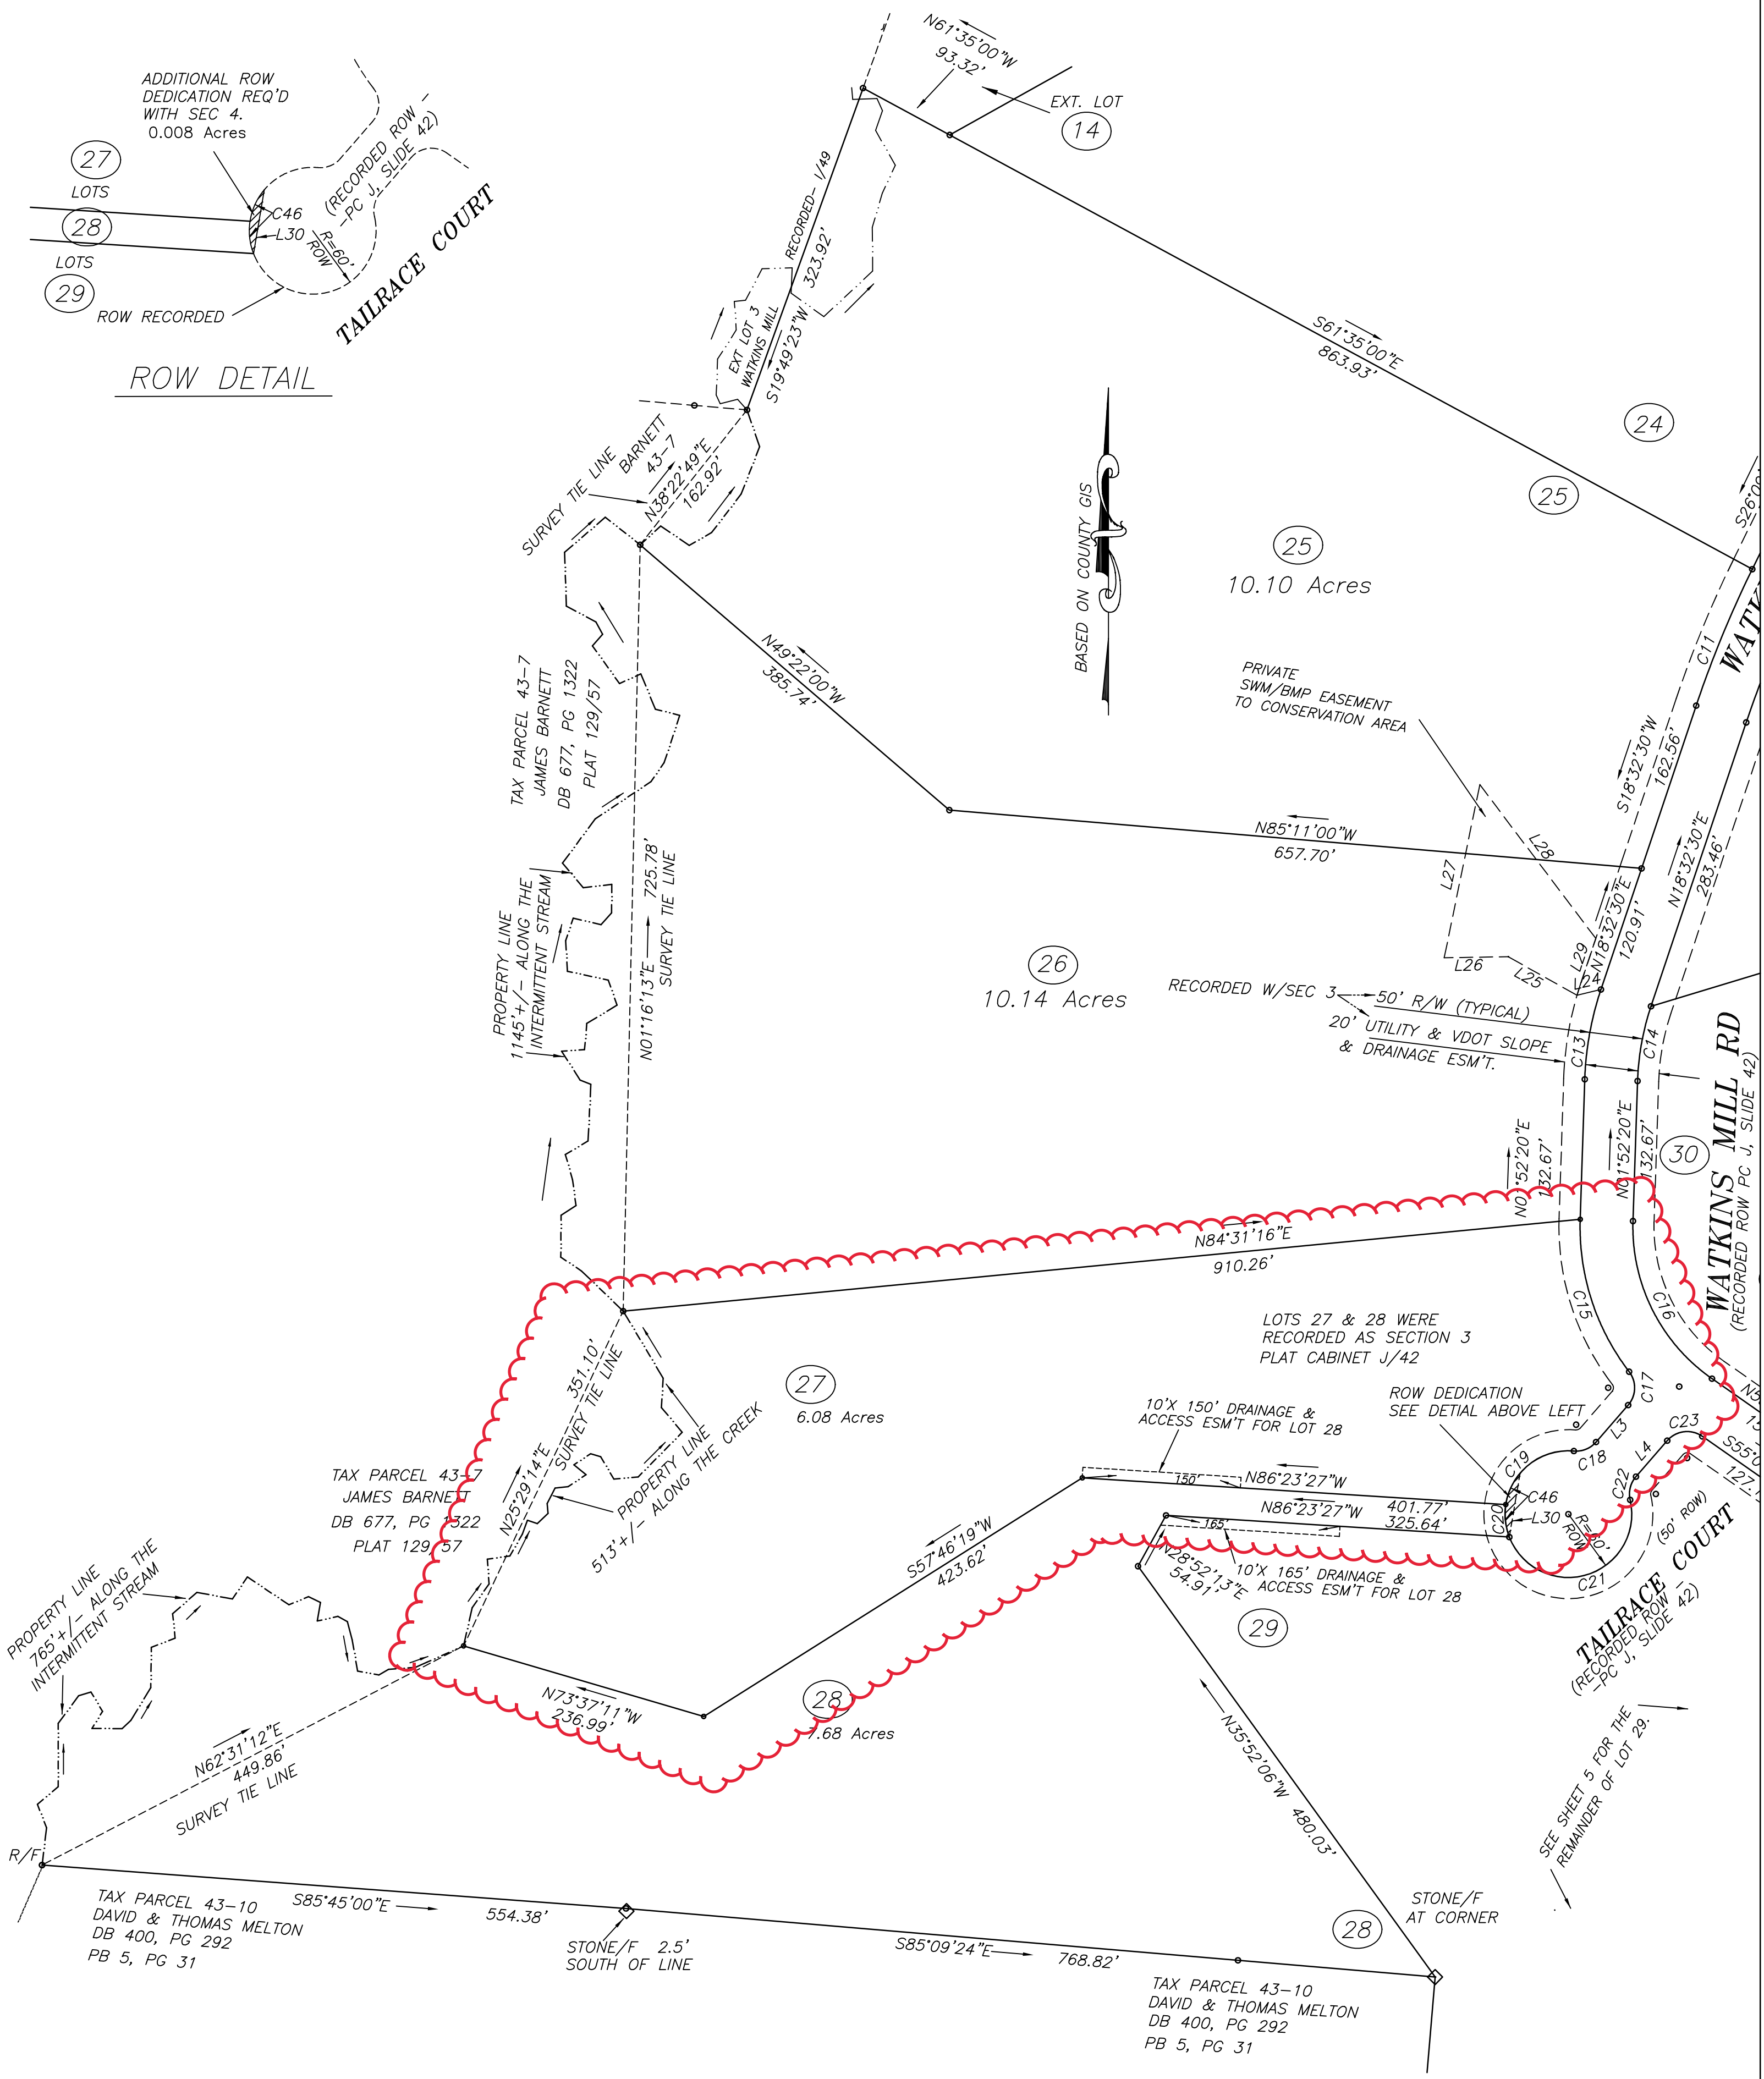 ADDITIONAL ROW
DEDICATION REQ'D
WITH SEC 4.
0.008 Acres
27
LOTS
28
LOTS
29
C46
L30
R=60'
ROW
(RECORDED ROW -
-PC J, SLIDE 42)
TAILRACE COURT
ROW RECORDED
ROW DETAIL
N61°35'00"W
93.32'
EXT. LOT
14
RECORDED- 1/49
323.92'
EXT LOT 3
WATKINS MILL
S19°49'23"W
S61°35'00"E
863.93'
24
25
SURVEY TIE LINE
BARNETT
43-7
N38°22'49"E
162.92'
BASED ON COUNTY GIS
25
10.10 Acres
S26°09
C11
WATK
N49°22'00"W
385.74'
TAX PARCEL 43-7
JAMES BARNETT
DB 677, PG 1322
PLAT 129/57
PRIVATE
SWM/BMP EASEMENT
TO CONSERVATION AREA
S18°32'30"W
162.56'
N85°11'00"W
657.70'
L27
L28
N18°32'30"E
283.46'
PROPERTY LINE
1145'+/- ALONG THE
INTERMITTENT STREAM
N01°16'13"E
725.78'
SURVEY TIE LINE
L29
N18°32'30"E
120.91'
L26
L25
L24
26
10.14 Acres
RECORDED W/SEC 3
50' R/W (TYPICAL)
20' UTILITY & VDOT SLOPE
& DRAINAGE ESM'T.
C13
C14
WATKINS MILL RD
(RECORDED ROW PC J, SLIDE 42)
N01°52'20"E
132.67'
N01°52'20"E
132.67'
30
N84°31'16"E
910.26'
C15
C16
LOTS 27 & 28 WERE
RECORDED AS SECTION 3
PLAT CABINET J/42
351.10'
SURVEY TIE LINE
N25°29'14"E
27
6.08 Acres
ROW DEDICATION
SEE DETIAL ABOVE LEFT
C17
L3
C18
C19
C23
L4
C22
S55°0
127.
10'X 150' DRAINAGE &
ACCESS ESM'T FOR LOT 28
N86°23'27"W
150'
401.77'
N86°23'27"W
325.64'
165'
C46
L30
C20
R=60'
ROW
C21
(50' ROW)
PROPERTY LINE
513'+/- ALONG THE CREEK
TAX PARCEL 43-7
JAMES BARNETT
DB 677, PG 1322
PLAT 129/57
S57°46'19"W
423.62'
N28°52'13"E
54.97'
10'X 165' DRAINAGE &
ACCESS ESM'T FOR LOT 28
29
TAILRACE COURT
(RECORDED ROW -
-PC J, SLIDE 42)
PROPERTY LINE
765'+/- ALONG THE
INTERMITTENT STREAM
N73°37'11"W
236.99'
28
7.68 Acres
N62°31'12"E
449.86'
SURVEY TIE LINE
N35°52'06"W
480.03'
SEE SHEET 5 FOR THE
REMAINDER OF LOT 29.
R/F
TAX PARCEL 43-10
DAVID & THOMAS MELTON
DB 400, PG 292
PB 5, PG 31
S85°45'00"E
554.38'
STONE/F 2.5'
SOUTH OF LINE
S85°09'24"E
768.82'
28
STONE/F
AT CORNER
TAX PARCEL 43-10
DAVID & THOMAS MELTON
DB 400, PG 292
PB 5, PG 31